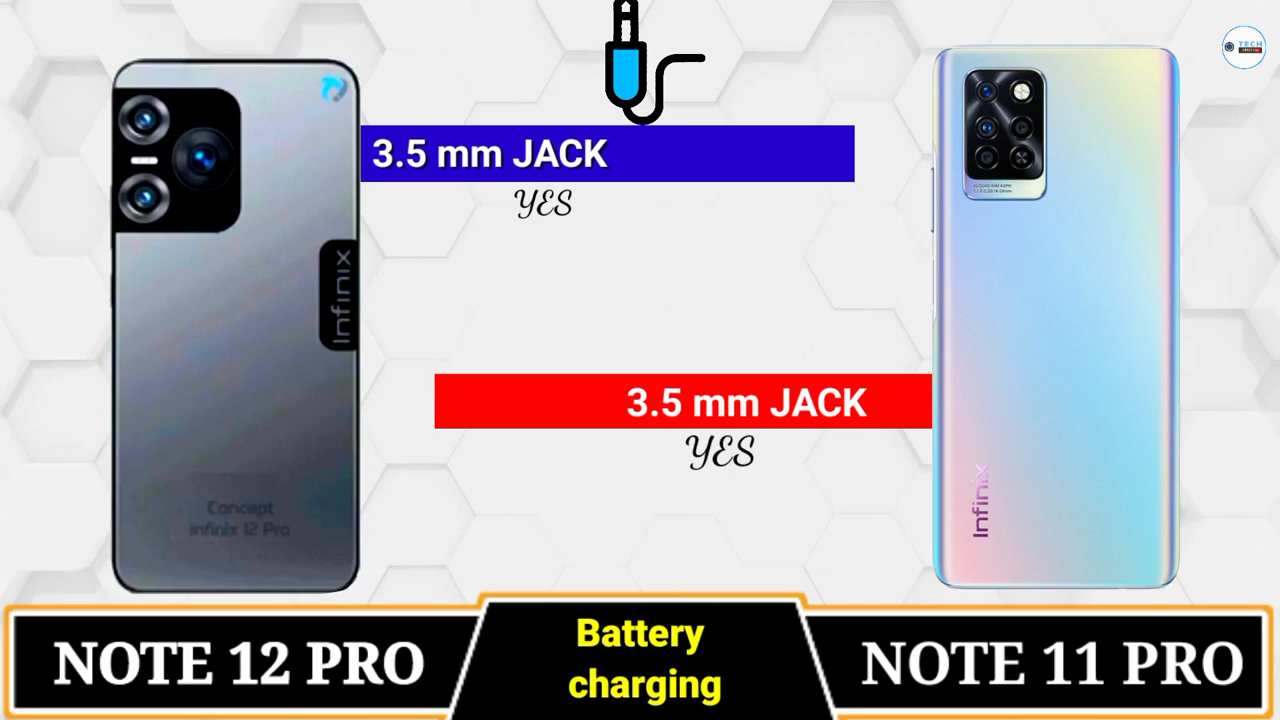 TECH
3.5 mm JACK
YES
Infinix
3.5 mm JACK
YES
Infinix
Concept
infinix 12 Pro
NOTE 12 PRO
Battery
charging
NOTE 11 PRO